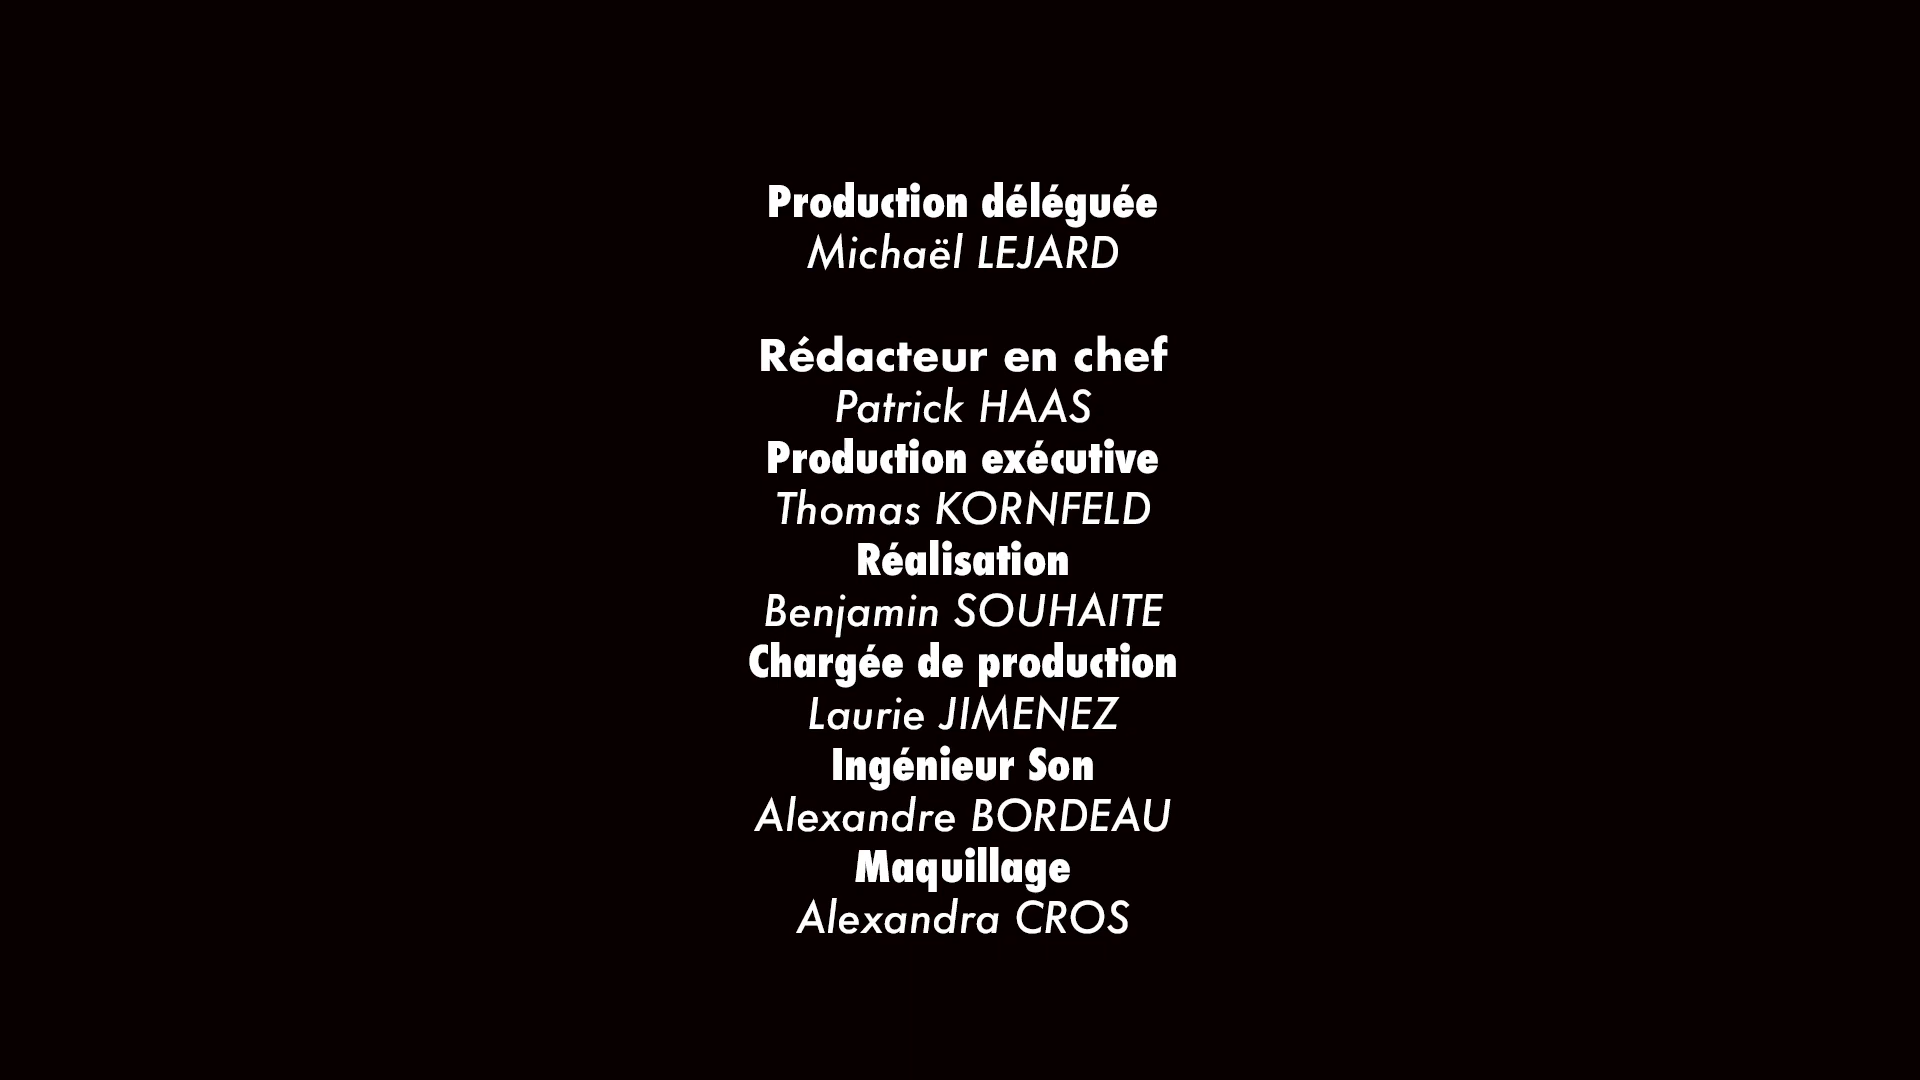 Production déléguée
Michaël LEJARD
Rédacteur en chef
Patrick HAAS
Production exécutive
Thomas KORNFELD
Réalisation
Benjamin SOUHAITE
Chargée de production
Laurie JIMENEZ
Ingénieur Son
Alexandre BORDEAU
Maquillage
Alexandra CROS